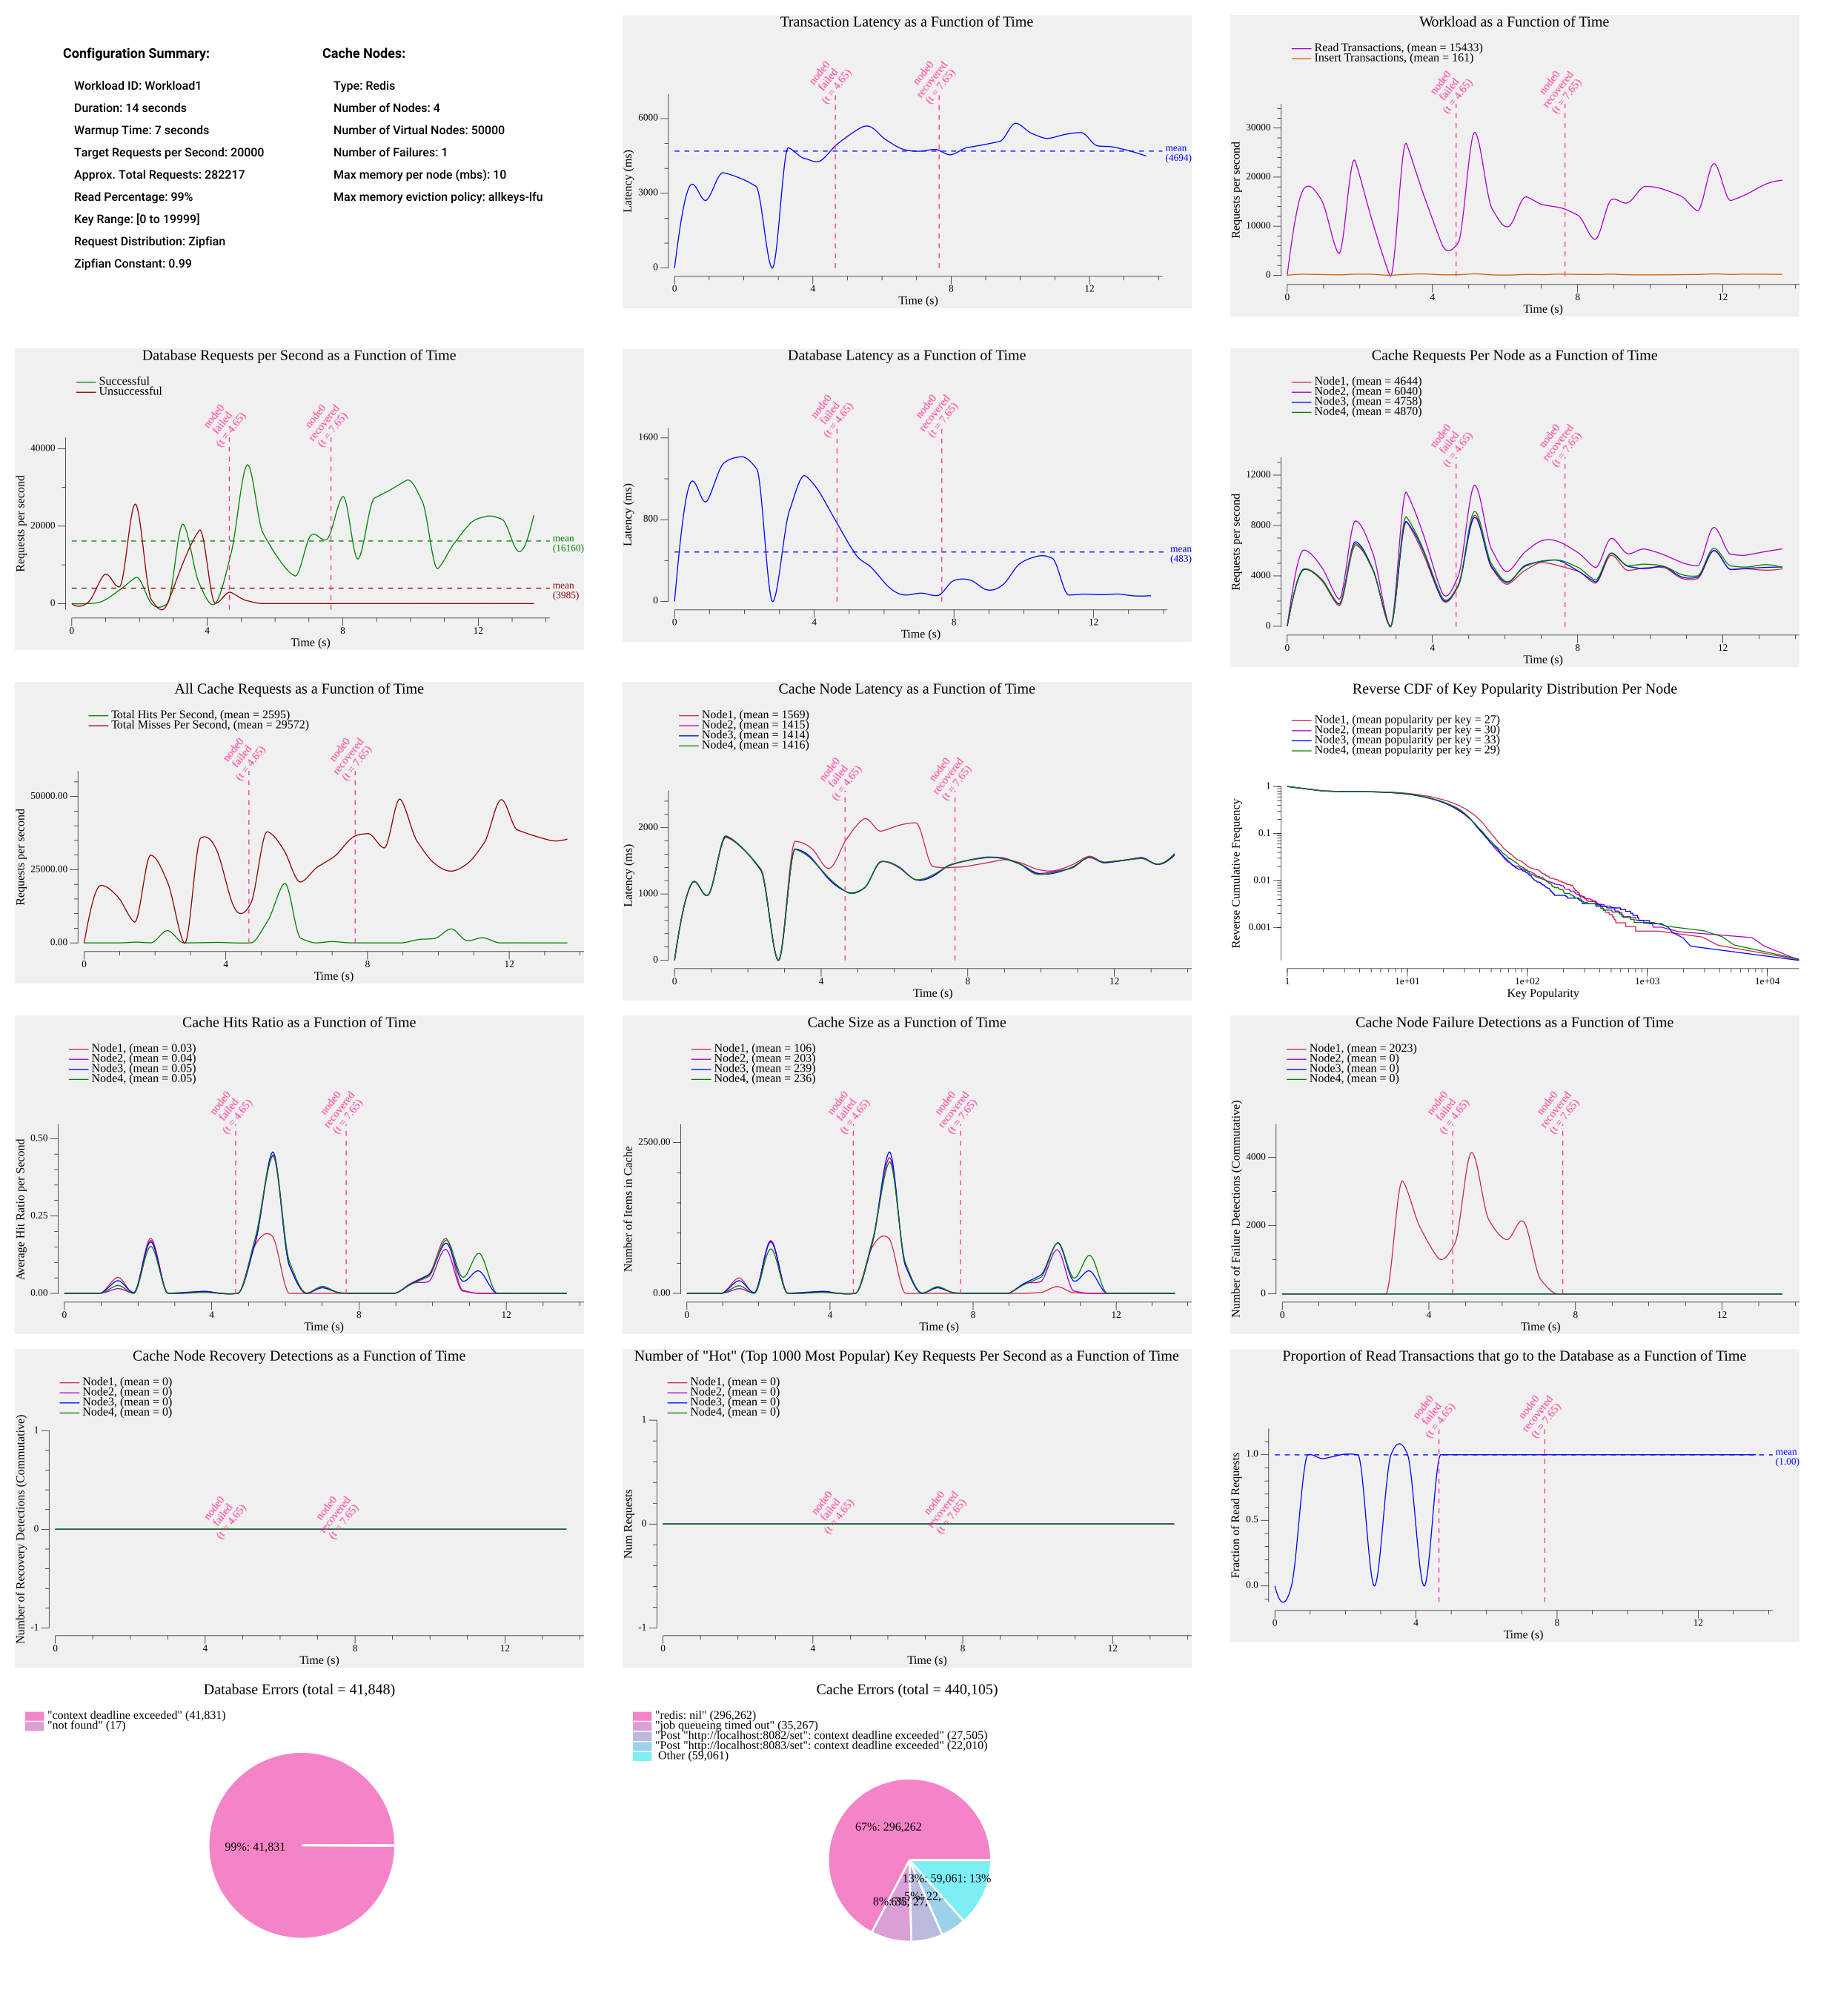 Configuration Summary:
Workload ID: Workload1
Duration: 14 seconds
Warmup Time: 7 seconds
Target Requests per Second: 20000
Approx. Total Requests: 282217
Read Percentage: 99%
Key Range: [0 to 19999]
Request Distribution: Zipfian
Zipfian Constant: 0.99
Cache Nodes:
Type: Redis
Number of Nodes: 4
Number of Virtual Nodes: 50000
Number of Failures: 1
Max memory per node (mbs): 10
Max memory eviction policy: allkeys-lfu
Transaction Latency as a Function of Time
node0
failed
(t = 4.65)
node0
recovered
(t = 7.65)
6000
3000
0
Latency (ms)
mean
(4694)
0
4
8
12
Time (s)
Workload as a Function of Time
Read Transactions, (mean = 15433)
Insert Transactions, (mean = 161)
node0
failed
(t = 4.65)
node0
recovered
(t = 7.65)
30000
20000
10000
0
Requests per second
0
4
8
12
Time (s)
Database Requests per Second as a Function of Time
Successful
Unsuccessful
node0
failed
(t = 4.65)
node0
recovered
(t = 7.65)
40000
20000
0
Requests per second
mean
(16160)
mean
(3985)
0
4
8
12
Time (s)
Database Latency as a Function of Time
node0
failed
(t = 4.65)
node0
recovered
(t = 7.65)
1600
800
0
Latency (ms)
mean
(483)
0
4
8
12
Time (s)
Cache Requests Per Node as a Function of Time
Node1, (mean = 4644)
Node2, (mean = 6040)
Node3, (mean = 4758)
Node4, (mean = 4870)
node0
failed
(t = 4.65)
node0
recovered
(t = 7.65)
12000
8000
4000
0
Requests per second
0
4
8
12
Time (s)
All Cache Requests as a Function of Time
Total Hits Per Second, (mean = 2595)
Total Misses Per Second, (mean = 29572)
node0
failed
(t = 4.65)
node0
recovered
(t = 7.65)
50000.00
25000.00
0.00
Requests per second
0
4
8
12
Time (s)
Cache Node Latency as a Function of Time
Node1, (mean = 1569)
Node2, (mean = 1415)
Node3, (mean = 1414)
Node4, (mean = 1416)
node0
failed
(t = 4.65)
node0
recovered
(t = 7.65)
2000
1000
0
Latency (ms)
4
8
12
Time (s)
Reverse CDF of Key Popularity Distribution Per Node
Node1, (mean popularity per key = 27)
Node2, (mean popularity per key = 30)
Node3, (mean popularity per key = 33)
Node4, (mean popularity per key = 29)
1
0.1
0.01
0.001
Reverse Cumulative Frequency
1
1e+01
1e+02
1e+03
1e+04
Key Popularity
Cache Hits Ratio as a Function of Time
Node1, (mean = 0.03)
Node2, (mean = 0.04)
Node3, (mean = 0.05)
Node4, (mean = 0.05)
node0
failed
(t = 4.65)
node0
recovered
(t = 7.65)
0.50
0.25
0.00
Average Hit Ratio per Second
0
4
8
12
Time (s)
Cache Size as a Function of Time
Node1, (mean = 106)
Node2, (mean = 203)
Node3, (mean = 239)
Node4, (mean = 236)
node0
failed
(t = 4.65)
node0
recovered
(t = 7.65)
2500.00
0.00
Number of Items in Cache
0
4
8
12
Time (s)
Cache Node Failure Detections as a Function of Time
Node1, (mean = 2023)
Node2, (mean = 0)
Node3, (mean = 0)
Node4, (mean = 0)
node0
failed
(t = 4.65)
node0
recovered
(t = 7.65)
4000
2000
0
Number of Failure Detections (Commutative)
0
4
8
12
Time (s)
Cache Node Recovery Detections as a Function of Time
Node1, (mean = 0)
Node2, (mean = 0)
Node3, (mean = 0)
Node4, (mean = 0)
node0
failed
(t = 4.65)
node0
recovered
(t = 7.65)
1
0
-1
Number of Recovery Detections (Commutative)
0
4
8
12
Time (s)
Number of "Hot" (Top 1000 Most Popular) Key Requests Per Second as a Function of Time
Node1, (mean = 0)
Node2, (mean = 0)
Node3, (mean = 0)
Node4, (mean = 0)
node0
failed
(t = 4.65)
node0
recovered
(t = 7.65)
1
0
-1
Num Requests
0
4
8
12
Time (s)
Proportion of Read Transactions that go to the Database as a Function of Time
node0
failed
(t = 4.65)
node0
recovered
(t = 7.65)
1.0
0.5
0.0
Fraction of Read Requests
mean
(1.00)
0
4
8
12
Time (s)
Database Errors (total = 41,848)
"context deadline exceeded" (41,831)
"not found" (17)
99%: 41,831
Cache Errors (total = 440,105)
"redis: nil" (296,262)
"job queueing timed out" (35,267)
"Post "http://localhost:8082/set": context deadline exceeded" (27,505)
"Post "http://localhost:8083/set": context deadline exceeded" (22,010)
Other (59,061)
67%: 296,262
13%: 59,061: 13%
5%: 22,
8%:
27,